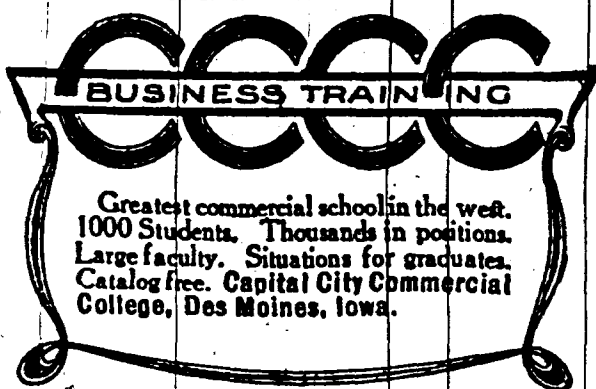 CCCC
BUSINESS TRAINING
Greatest commercial school in the west.
1000 Students. Thousands in positions.
Large faculty. Situations for graduates.
Catalog free. Capital City Commercial
College, Des Moines, Iowa.